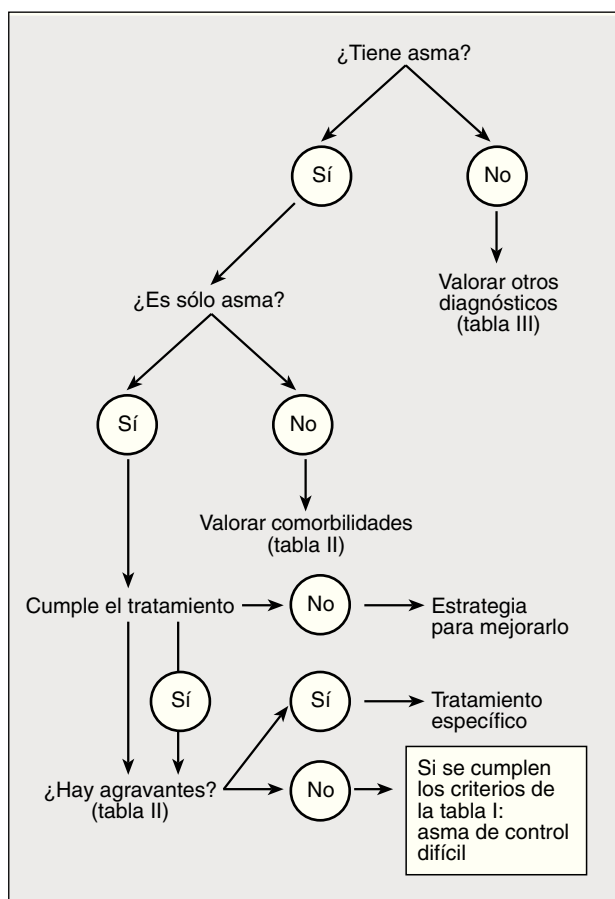 ¿Tiene asma?
Sí
No
Valorar otros
diagnósticos
(tabla III)
¿Es sólo asma?
Sí
No
Valorar comorbilidades
(tabla II)
Cumple el tratamiento
No
Estrategia
para mejorarlo
Sí
Sí
Tratamiento
específico
¿Hay agravantes?
(tabla II)
No
Si se cumplen
los criterios de
la tabla I:
asma de control
difícil